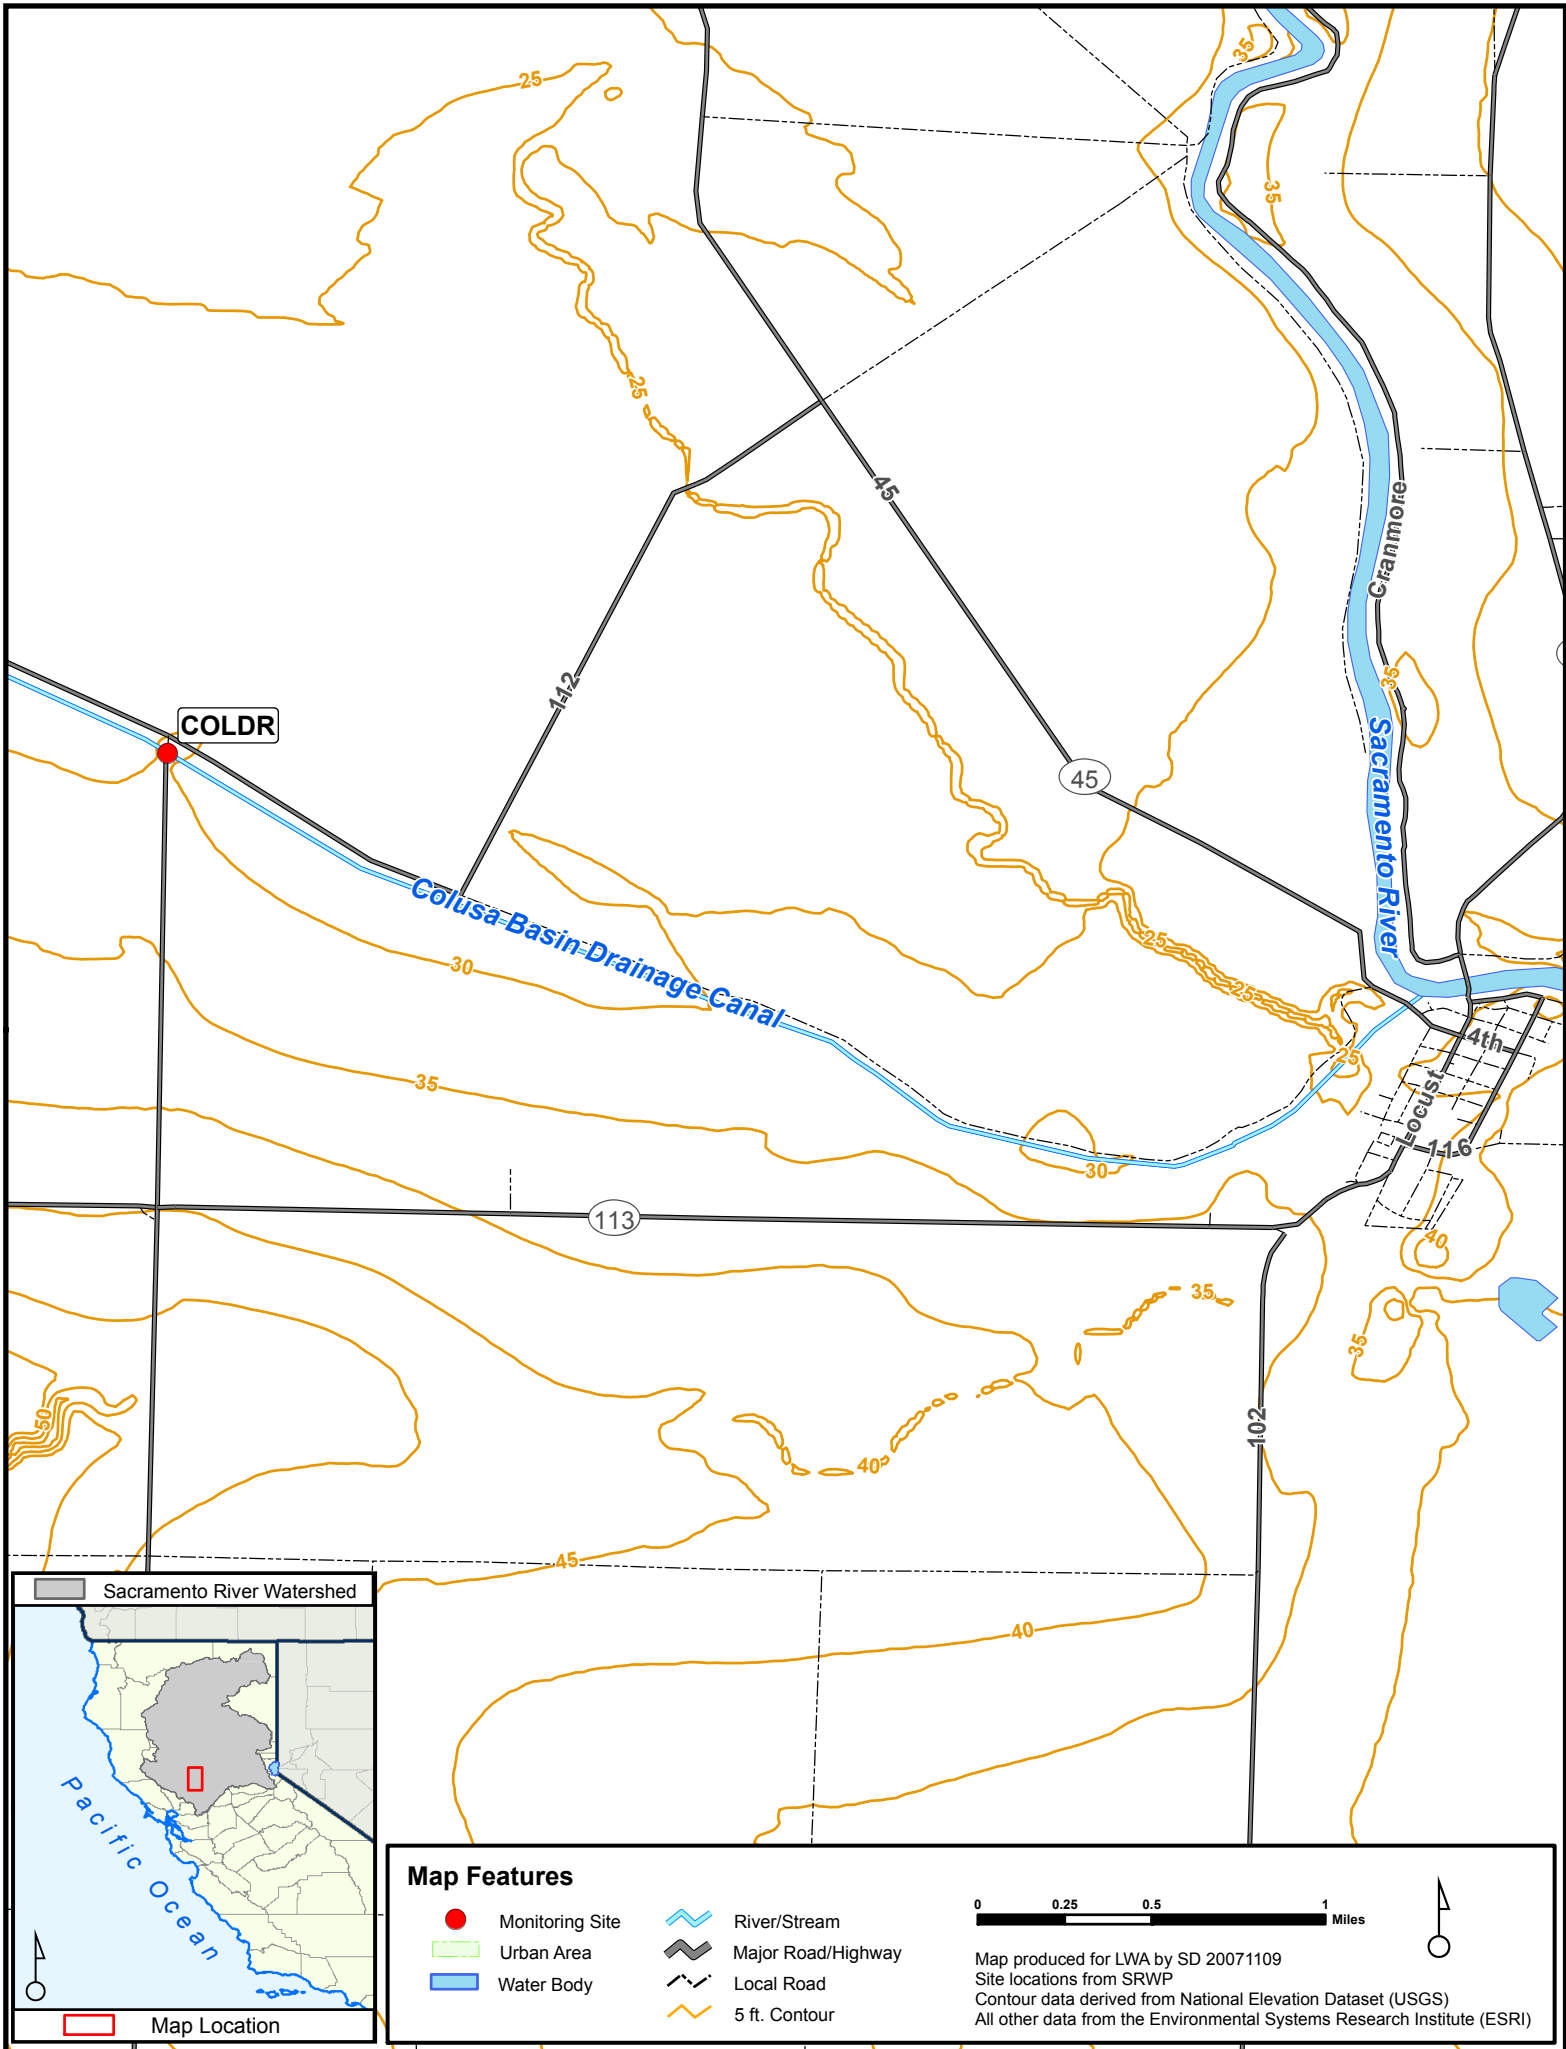 35
25
35
25
45
Cranmore
112
35
COLDR
45
Sacramento River
Colusa Basin Drainage Canal
25
30
25
4th
25
35
Locust
116
30
113
40
35
35
50
102
40
45
40
Sacramento River Watershed
Pacific Ocean
Map Location
Map Features
Monitoring Site
Urban Area
Water Body
River/Stream
Major Road/Highway
Local Road
5 ft. Contour
0 0.25 0.5 1
Miles
Map produced for LWA by SD 20071109
Site locations from SRWP
Contour data derived from National Elevation Dataset (USGS)
All other data from the Environmental Systems Research Institute (ESRI)